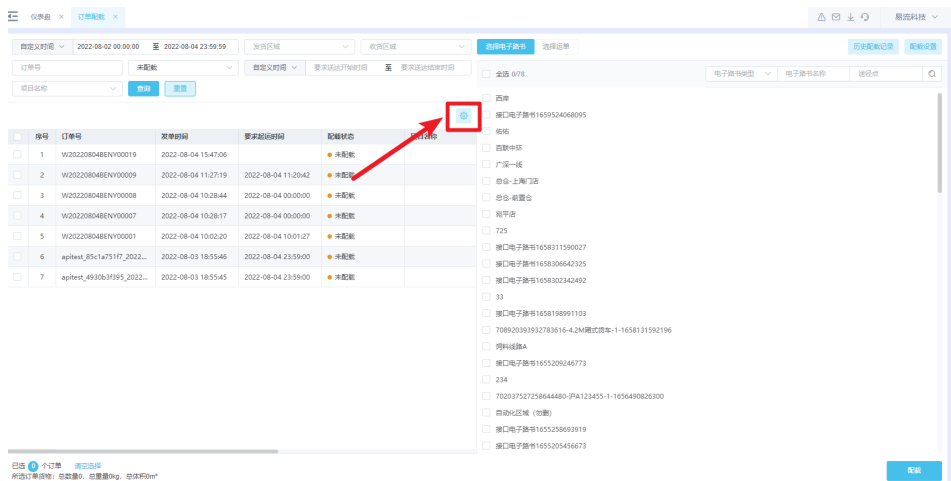 仪表盘 × 订单配载 ×
易流科技
自定义时间 2022-08-02 00:00:00 至 2022-08-04 23:59:59 发货区域 收货区域
订单号 未配载 自定义时间 要求送达开始时间 至 要求送达结束时间
项目名称 查询 重置
序号 订单号 发单时间 要求起运时间 配载状态 项目名称
1 W20220804BENY00019 2022-08-04 15:47:06 未配载
2 W20220804BENY00009 2022-08-04 11:27:19 2022-08-04 11:20:42 未配载
3 W20220804BENY00008 2022-08-04 10:28:44 2022-08-04 00:00:00 未配载
4 W20220804BENY00007 2022-08-04 10:28:17 2022-08-04 00:00:00 未配载
5 W20220804BENY00001 2022-08-04 10:02:20 2022-08-04 10:01:27 未配载
6 apitest_85c1a751f7_2022... 2022-08-03 18:55:46 2022-08-04 23:59:00 未配载
7 apitest_4930b3f395_2022... 2022-08-03 18:55:45 2022-08-04 23:59:00 未配载
已选 0 个订单 清空选择
所选订单货物：总数量0，总重量0kg，总体积0m³
选择电子路书 选择运单 历史配载记录 配载设置
全选 0/78 电子路书类型 电子路书名称 途经点
西岸
接口电子路书1659524068095
佑佑
百联中环
广深一线
总仓-上海门店
总仓-前置仓
宛平店
725
接口电子路书1658311590027
接口电子路书1658306642325
接口电子路书1658302342492
33
接口电子路书1658198991103
708920393932783616-4.2M厢式货车-1-1658131592196
饲料线路A
接口电子路书1655209246773
234
702037527258644480-沪A123455-1-1656490826300
自动化区域（勿删）
接口电子路书1655258693919
接口电子路书1655205456673
配载